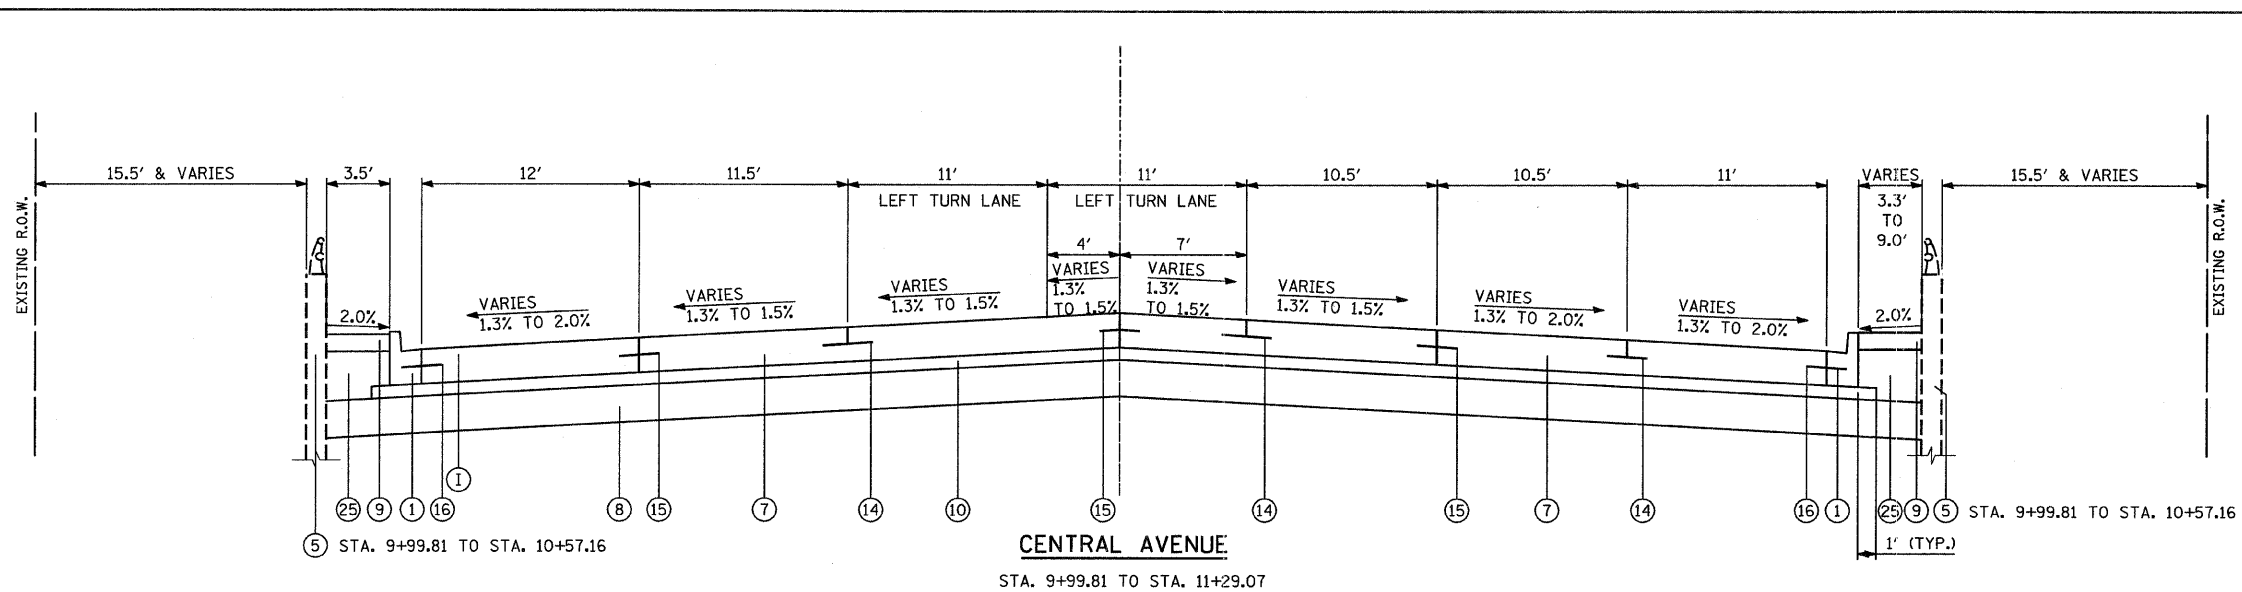 15.5' & VARIES
3.5'
12'
11.5'
11'
11'
10.5'
10.5'
11'
VARIES
15.5' & VARIES
LEFT TURN LANE
LEFT TURN LANE
3.3'
TO
9.0'
EXISTING R.O.W.
EXISTING R.O.W.
4'
7'
VARIES
1.3% TO 2.0%
VARIES
1.3% TO 1.5%
VARIES
1.3% TO 1.5%
VARIES
1.3%
TO 1.5%
VARIES
1.3%
TO 1.5%
VARIES
1.3% TO 1.5%
VARIES
1.3% TO 2.0%
VARIES
1.3% TO 2.0%
2.0%
2.0%
I
25
9
1
16
8
15
7
14
10
15
14
15
7
14
16
1
25
9
5
STA. 9+99.81 TO STA. 10+57.16
5
STA. 9+99.81 TO STA. 10+57.16
CENTRAL AVENUE
1' (TYP.)
STA. 9+99.81 TO STA. 11+29.07